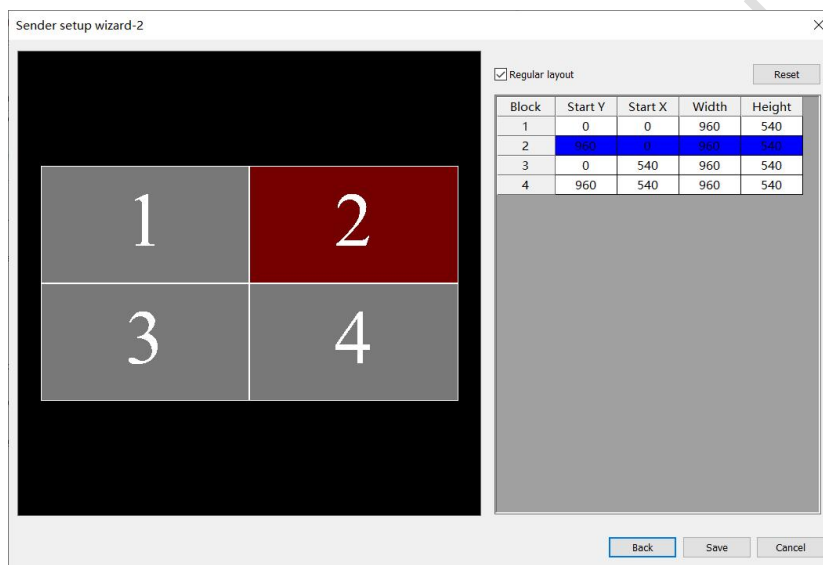 Sender setup wizard-2
1 2
3 4
Regular layout Reset
Block Start Y Start X Width Height
1 0 0 960 540
2 960 0 960 540
3 0 540 960 540
4 960 540 960 540
Back Save Cancel